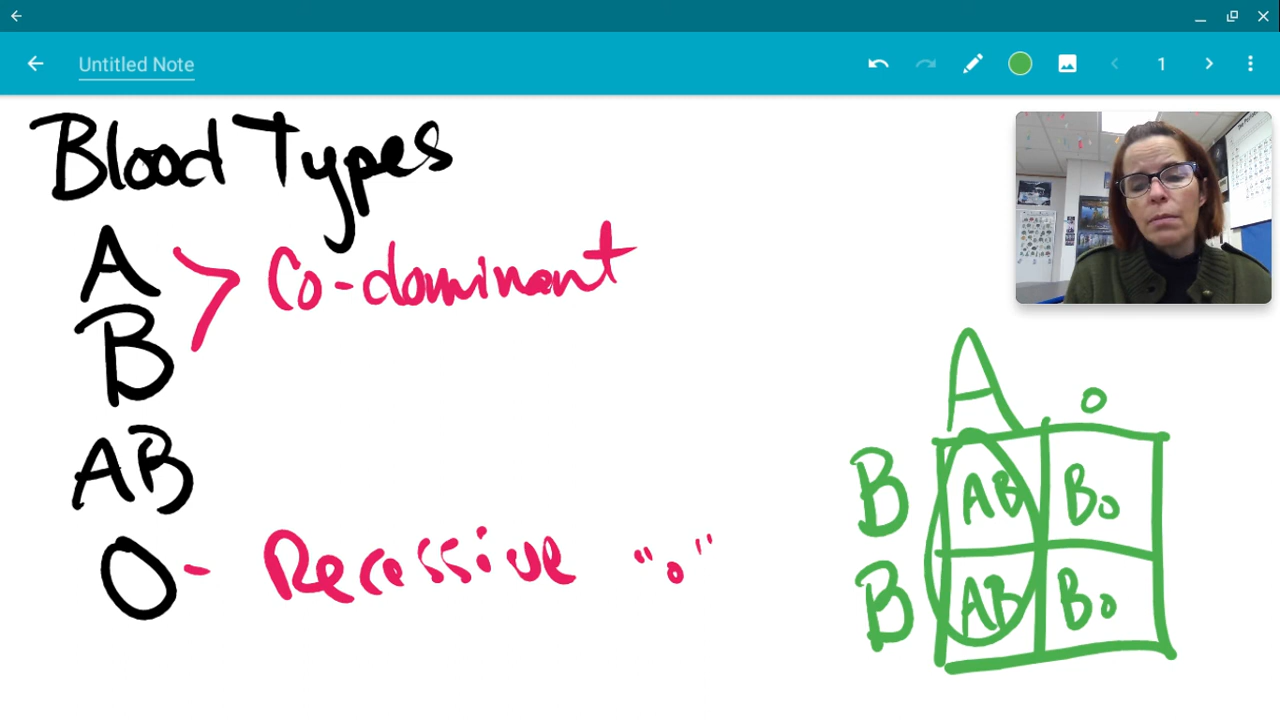 Untitled Note
1
Blood Types
A > Co-dominant
B
AB
O - Recessive "o"
A o
B AB Bo
B AB Bo